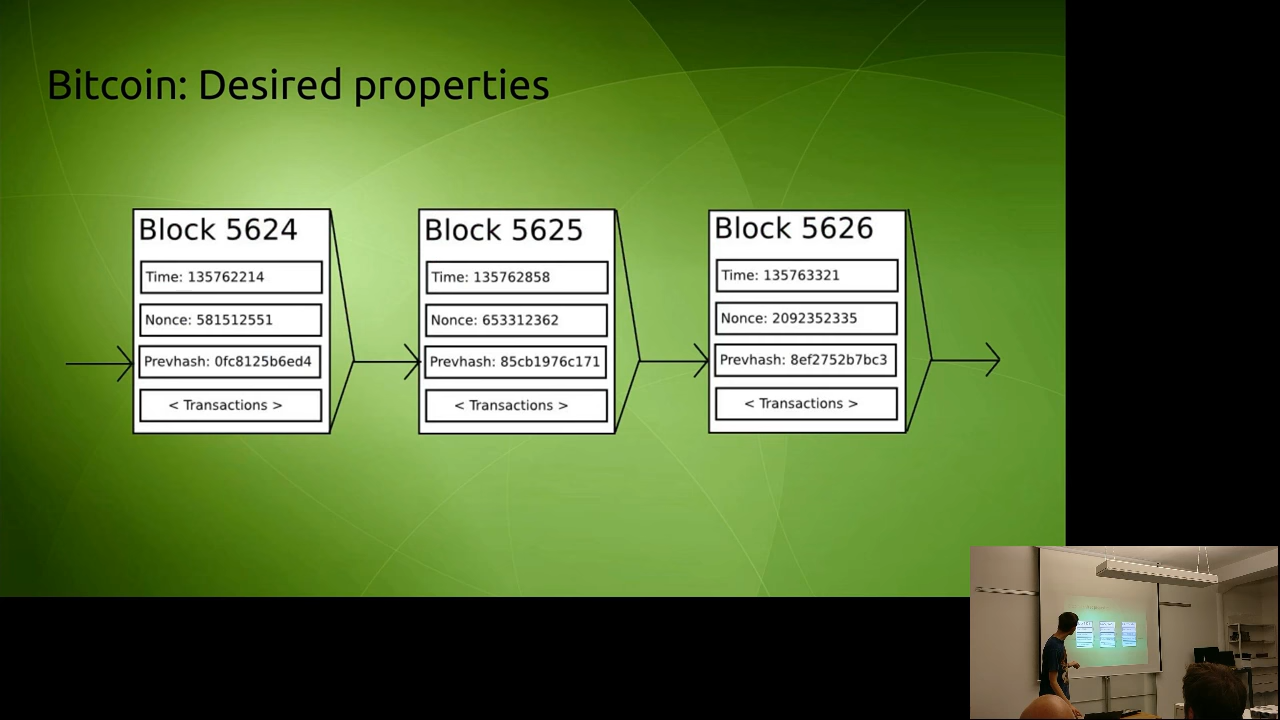 Bitcoin: Desired properties
Block 5624
Time: 135762214
Nonce: 581512551
Prevhash: 0fc8125b6ed4
< Transactions >
Block 5625
Time: 135762858
Nonce: 653312362
Prevhash: 85cb1976c171
< Transactions >
Block 5626
Time: 135763321
Nonce: 2092352335
Prevhash: 8ef2752b7bc3
< Transactions >